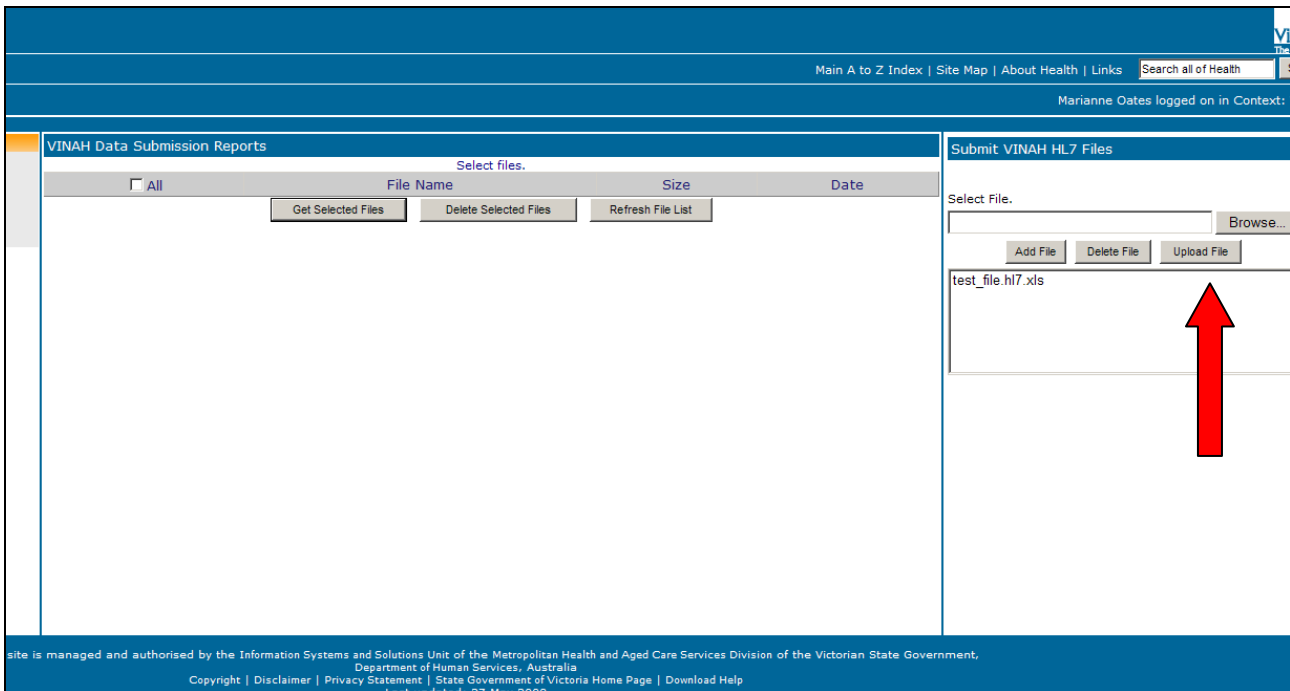 Vi
The
Main A to Z Index | Site Map | About Health | Links Search all of Health
Marianne Oates logged on in Context:
VINAH Data Submission Reports
Select files.
All File Name Size Date
Get Selected Files Delete Selected Files Refresh File List
Submit VINAH HL7 Files
Select File.
Browse...
Add File Delete File Upload File
test_file.hl7.xls
site is managed and authorised by the Information Systems and Solutions Unit of the Metropolitan Health and Aged Care Services Division of the Victorian State Government,
Department of Human Services, Australia
Copyright | Disclaimer | Privacy Statement | State Government of Victoria Home Page | Download Help